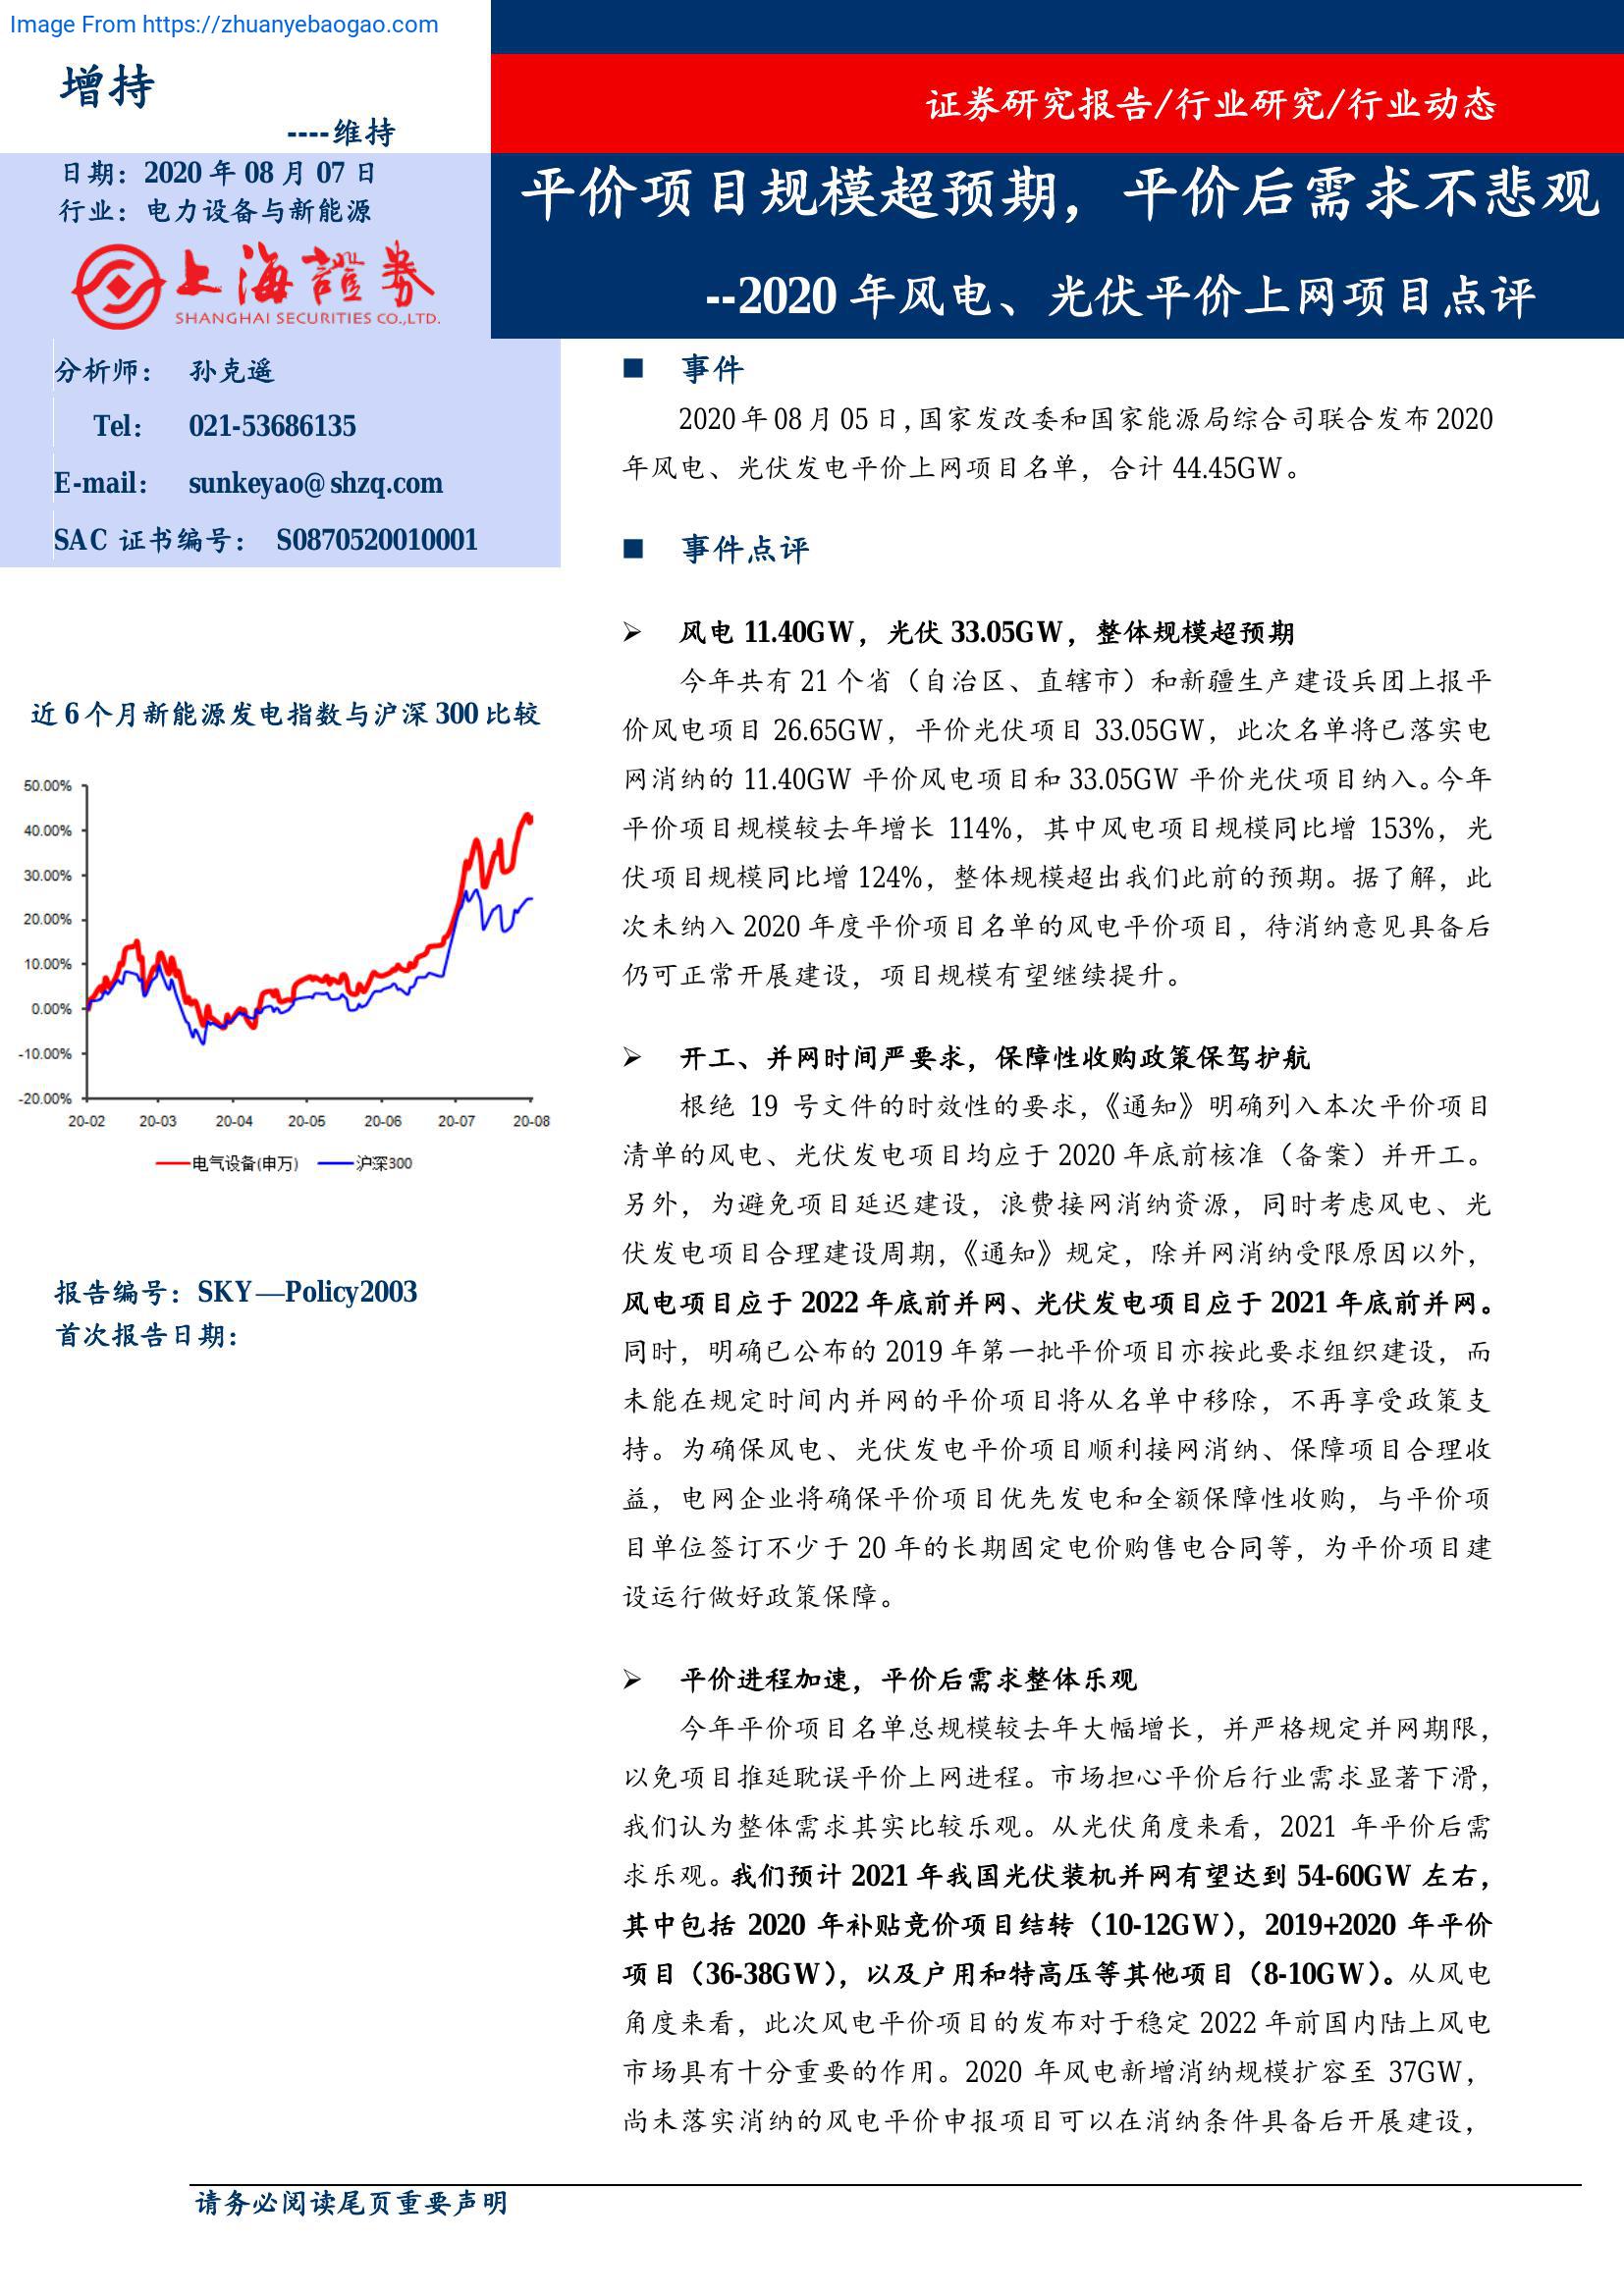 Image From https://zhuanyebaogao.com
增持
----维持
日期：2020 年 08 月 07 日
行业：电力设备与新能源
上海證券
SHANGHAI SECURITIES CO.,LTD.
证券研究报告/行业研究/行业动态
平价项目规模超预期，平价后需求不悲观
--2020 年风电、光伏平价上网项目点评
分析师： 孙克遥
Tel： 021-53686135
E-mail： sunkeyao@shzq.com
SAC 证书编号： S0870520010001
近 6 个月新能源发电指数与沪深 300 比较
50.00%
40.00%
30.00%
20.00%
10.00%
0.00%
-10.00%
-20.00%
20-02 20-03 20-04 20-05 20-06 20-07 20-08
电气设备(申万) 沪深300
报告编号：SKY—Policy2003
首次报告日期：
■ 事件
2020 年 08 月 05 日，国家发改委和国家能源局综合司联合发布 2020
年风电、光伏发电平价上网项目名单，合计 44.45GW。
■ 事件点评
➢ 风电 11.40GW，光伏 33.05GW，整体规模超预期
今年共有 21 个省（自治区、直辖市）和新疆生产建设兵团上报平
价风电项目 26.65GW，平价光伏项目 33.05GW，此次名单将已落实电
网消纳的 11.40GW 平价风电项目和 33.05GW 平价光伏项目纳入。今年
平价项目规模较去年增长 114%，其中风电项目规模同比增 153%，光
伏项目规模同比增 124%，整体规模超出我们此前的预期。据了解，此
次未纳入 2020 年度平价项目名单的风电平价项目，待消纳意见具备后
仍可正常开展建设，项目规模有望继续提升。
➢ 开工、并网时间严要求，保障性收购政策保驾护航
根绝 19 号文件的时效性的要求，《通知》明确列入本次平价项目
清单的风电、光伏发电项目均应于 2020 年底前核准（备案）并开工。
另外，为避免项目延迟建设，浪费接网消纳资源，同时考虑风电、光
伏发电项目合理建设周期，《通知》规定，除并网消纳受限原因以外，
风电项目应于 2022 年底前并网、光伏发电项目应于 2021 年底前并网。
同时，明确已公布的 2019 年第一批平价项目亦按此要求组织建设，而
未能在规定时间内并网的平价项目将从名单中移除，不再享受政策支
持。为确保风电、光伏发电平价项目顺利接网消纳、保障项目合理收
益，电网企业将确保平价项目优先发电和全额保障性收购，与平价项
目单位签订不少于 20 年的长期固定电价购售电合同等，为平价项目建
设运行做好政策保障。
➢ 平价进程加速，平价后需求整体乐观
今年平价项目名单总规模较去年大幅增长，并严格规定并网期限，
以免项目推延耽误平价上网进程。市场担心平价后行业需求显著下滑，
我们认为整体需求其实比较乐观。从光伏角度来看，2021 年平价后需
求乐观。我们预计 2021 年我国光伏装机并网有望达到 54-60GW 左右，
其中包括 2020 年补贴竞价项目结转（10-12GW），2019+2020 年平价
项目（36-38GW），以及户用和特高压等其他项目（8-10GW）。从风电
角度来看，此次风电平价项目的发布对于稳定 2022 年前国内陆上风电
市场具有十分重要的作用。2020 年风电新增消纳规模扩容至 37GW，
尚未落实消纳的风电平价申报项目可以在消纳条件具备后开展建设，
请务必阅读尾页重要声明